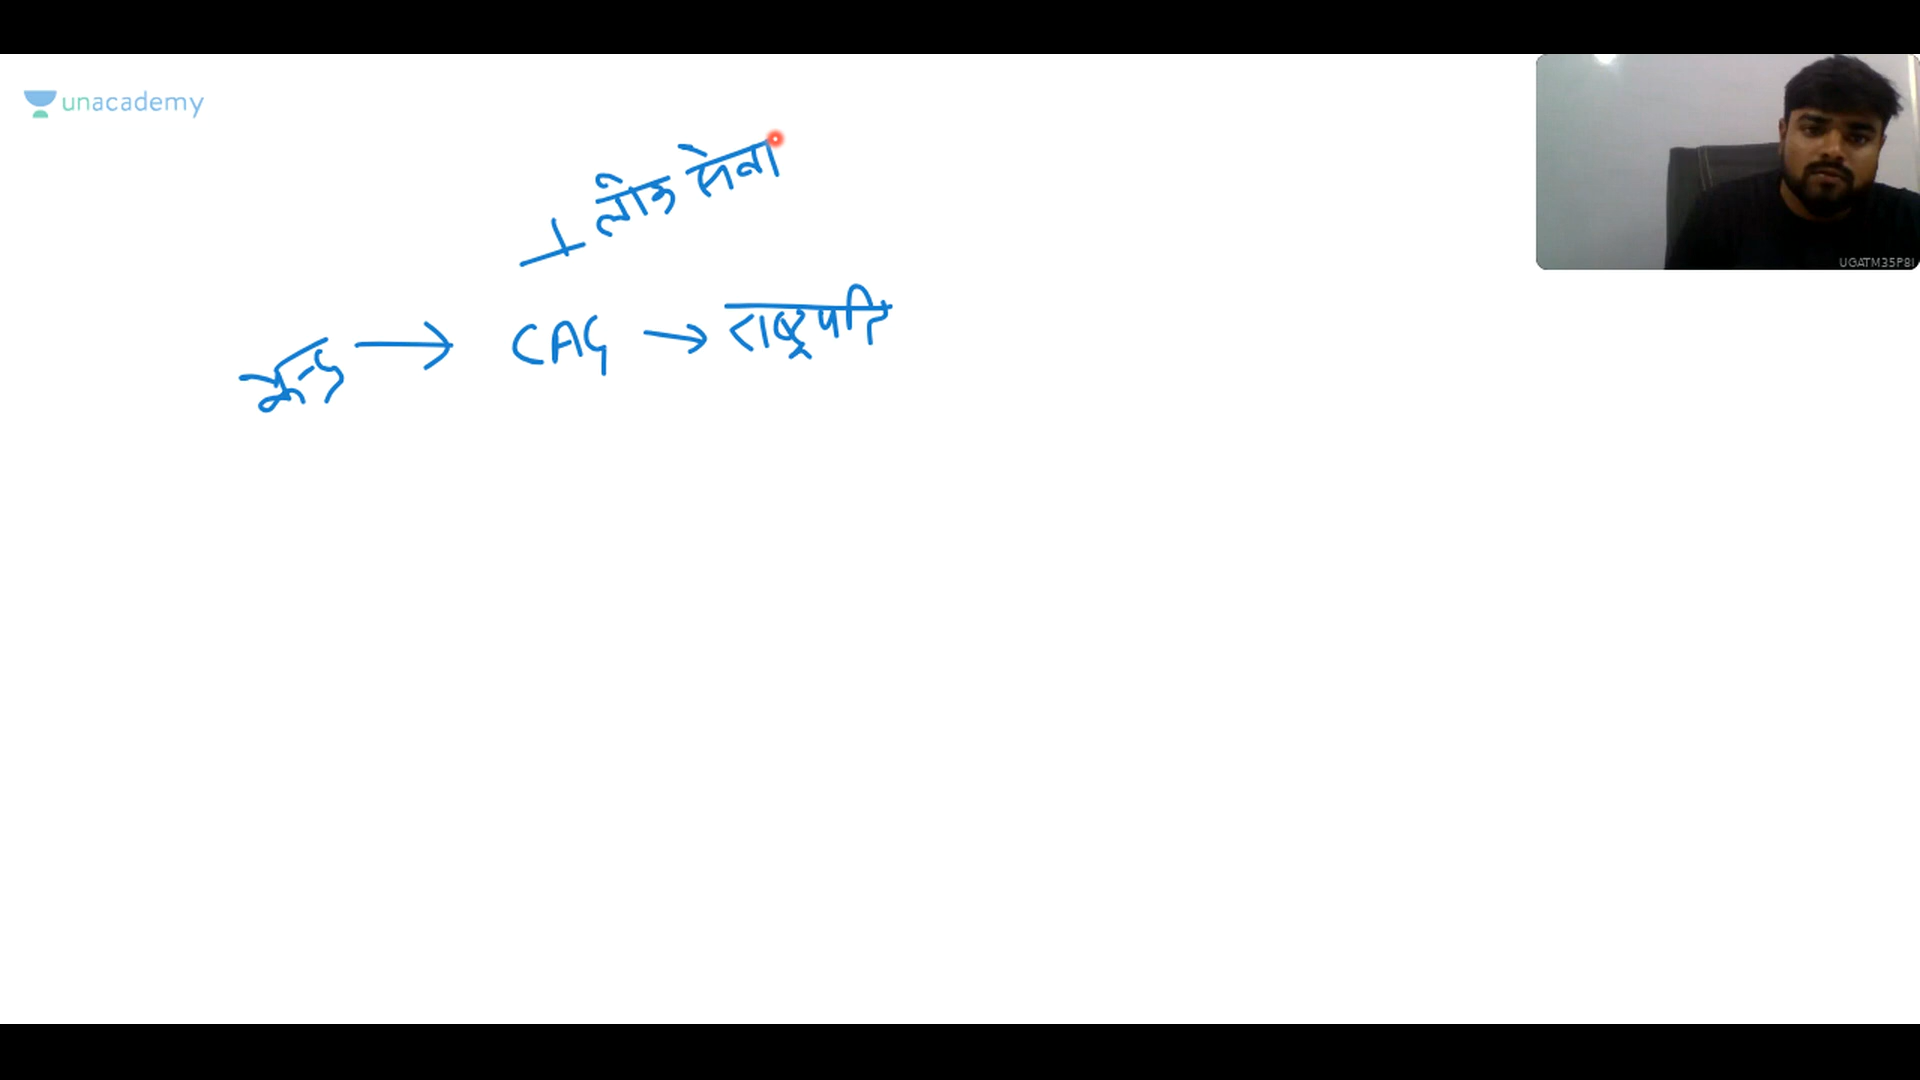 unacademy
लोक सेवा
केन्द्र → CAG → राष्ट्रपति
UGATM35P8I